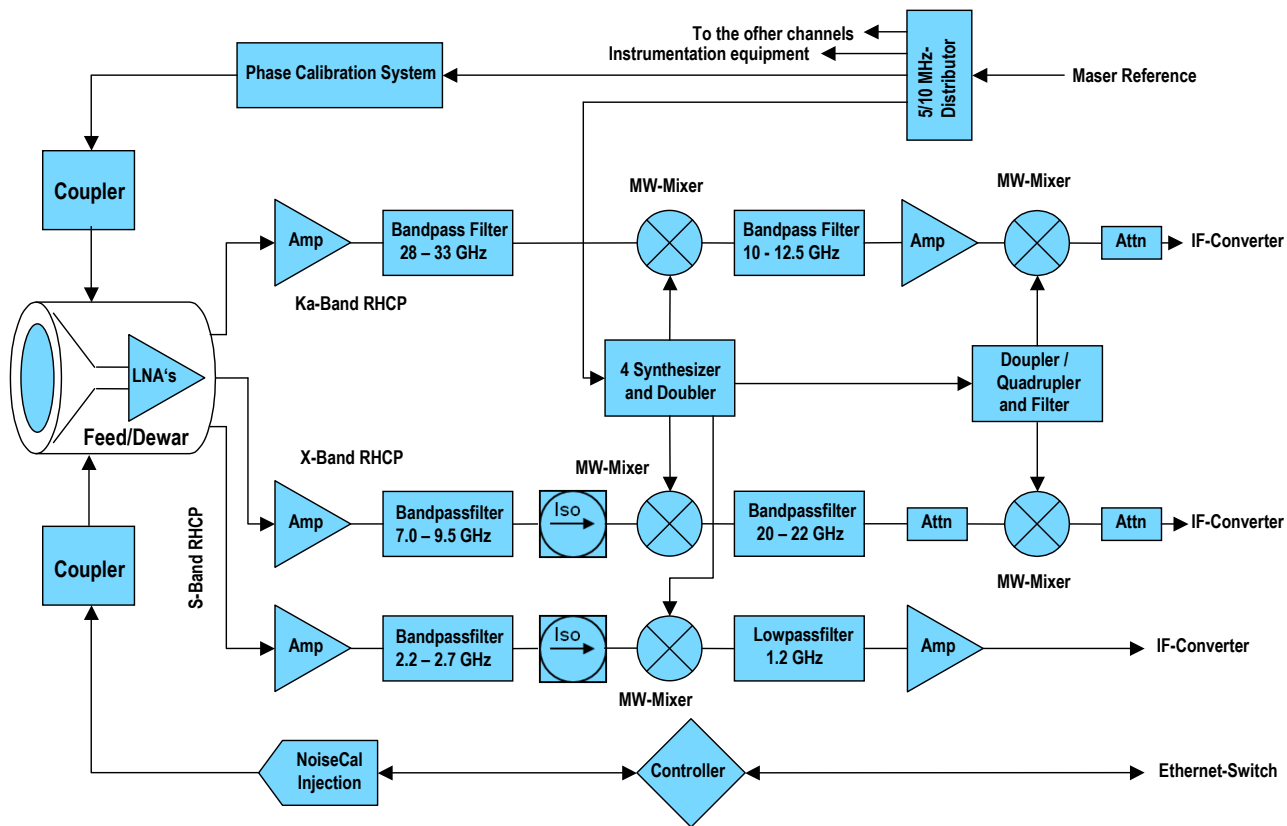 To the other channels
Instrumentation equipment
Phase Calibration System
5/10 MHz-
Distributor
Maser Reference
Coupler
MW-Mixer
MW-Mixer
Amp
Bandpass Filter
28 – 33 GHz
Bandpass Filter
10 - 12.5 GHz
Amp
Attn
IF-Converter
Ka-Band RHCP
LNA‘s
Feed/Dewar
4 Synthesizer
and Doubler
Doupler /
Quadrupler
and Filter
X-Band RHCP
MW-Mixer
Amp
Bandpassfilter
7.0 – 9.5 GHz
Iso
Bandpassfilter
20 – 22 GHz
Attn
Attn
IF-Converter
MW-Mixer
Coupler
S-Band RHCP
Amp
Bandpassfilter
2.2 – 2.7 GHz
Iso
Lowpassfilter
1.2 GHz
Amp
IF-Converter
MW-Mixer
NoiseCal
Injection
Controller
Ethernet-Switch